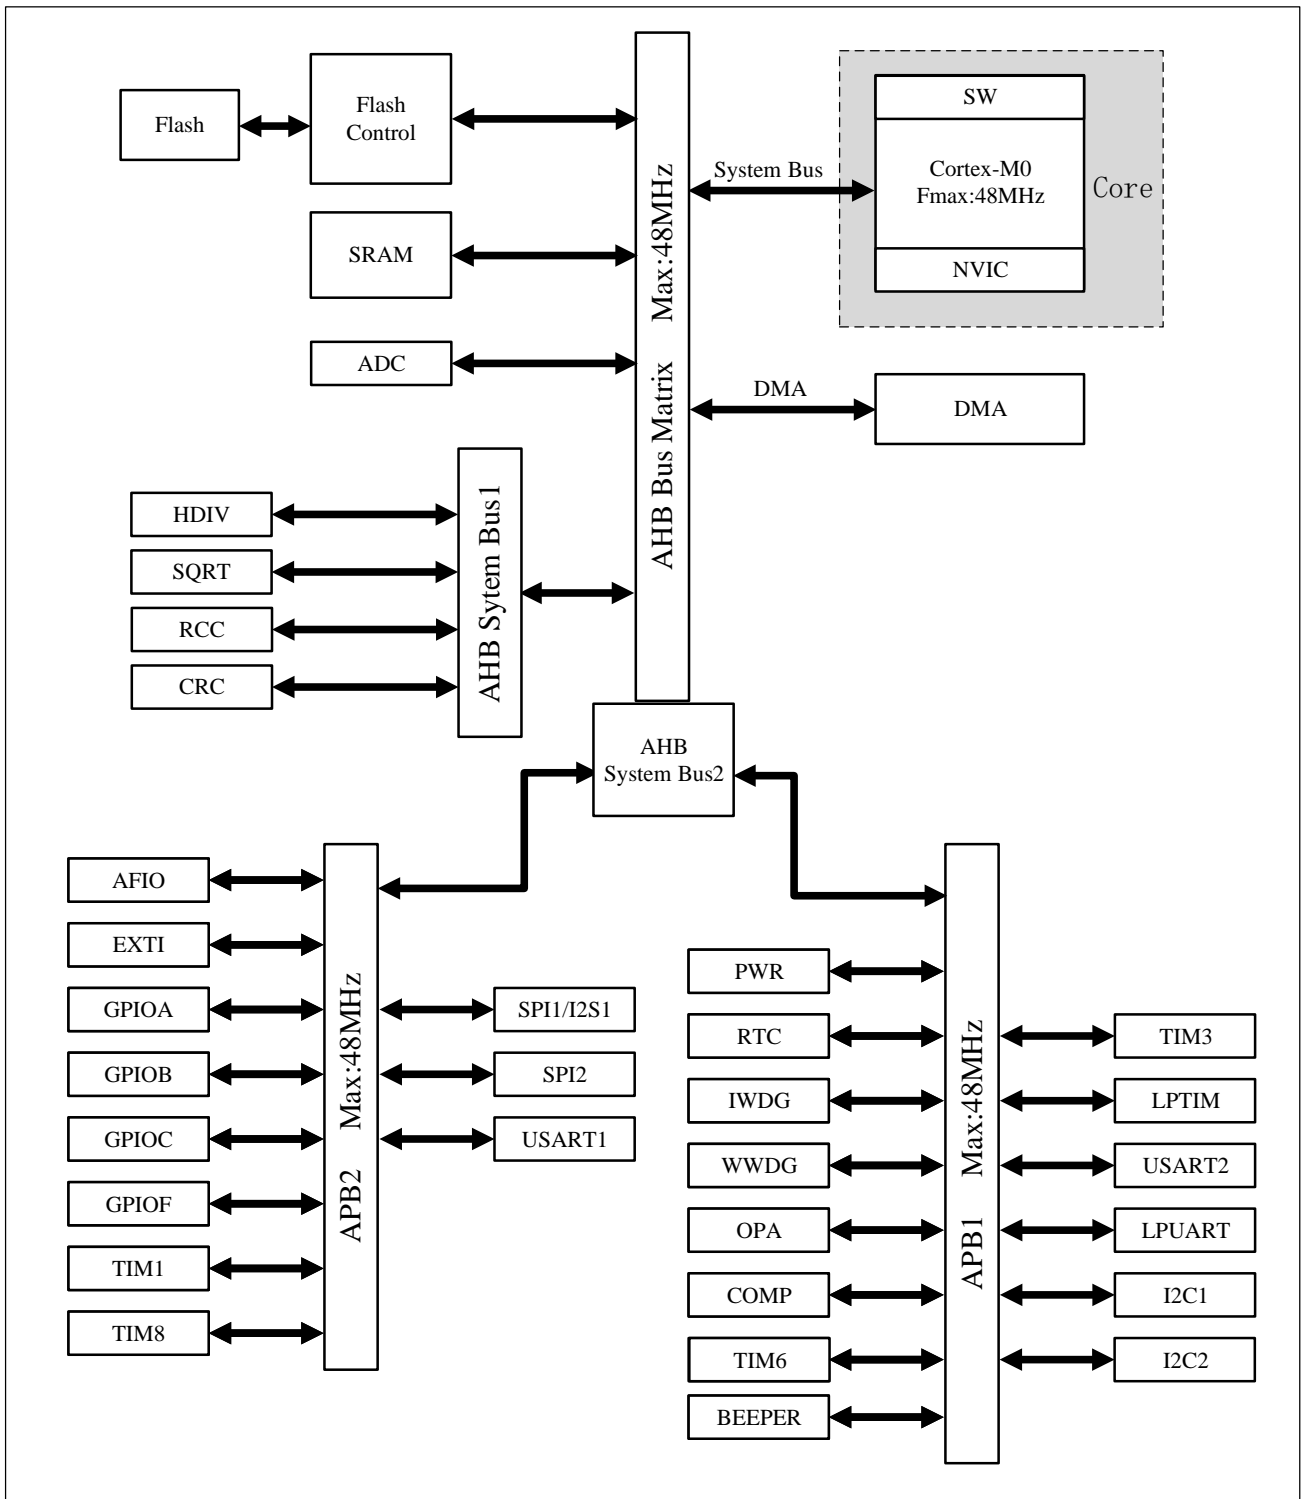 Flash
Flash
Control
SRAM
ADC
AHB Bus Matrix Max:48MHz
System Bus
SW
Cortex-M0
Fmax:48MHz
NVIC
Core
DMA
DMA
HDIV
SQRT
RCC
CRC
AHB Sytem Bus1
AHB
System Bus2
AFIO
EXTI
GPIOA
GPIOB
GPIOC
GPIOF
TIM1
TIM8
APB2 Max:48MHz
SPI1/I2S1
SPI2
USART1
PWR
RTC
IWDG
WWDG
OPA
COMP
TIM6
BEEPER
APB1 Max:48MHz
TIM3
LPTIM
USART2
LPUART
I2C1
I2C2